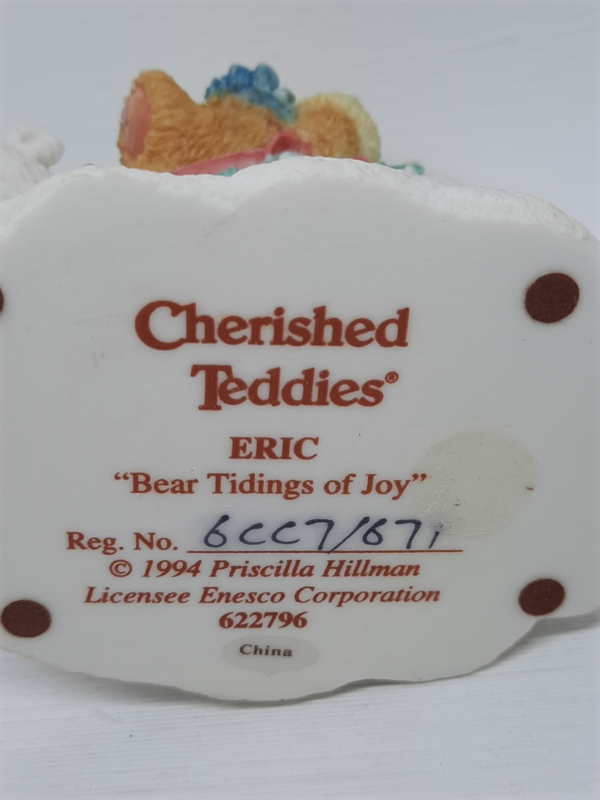 Cherished
Teddies®
ERIC
“Bear Tidings of Joy”
Reg. No. 6CC7/671
© 1994 Priscilla Hillman
Licensee Enesco Corporation
622796
China